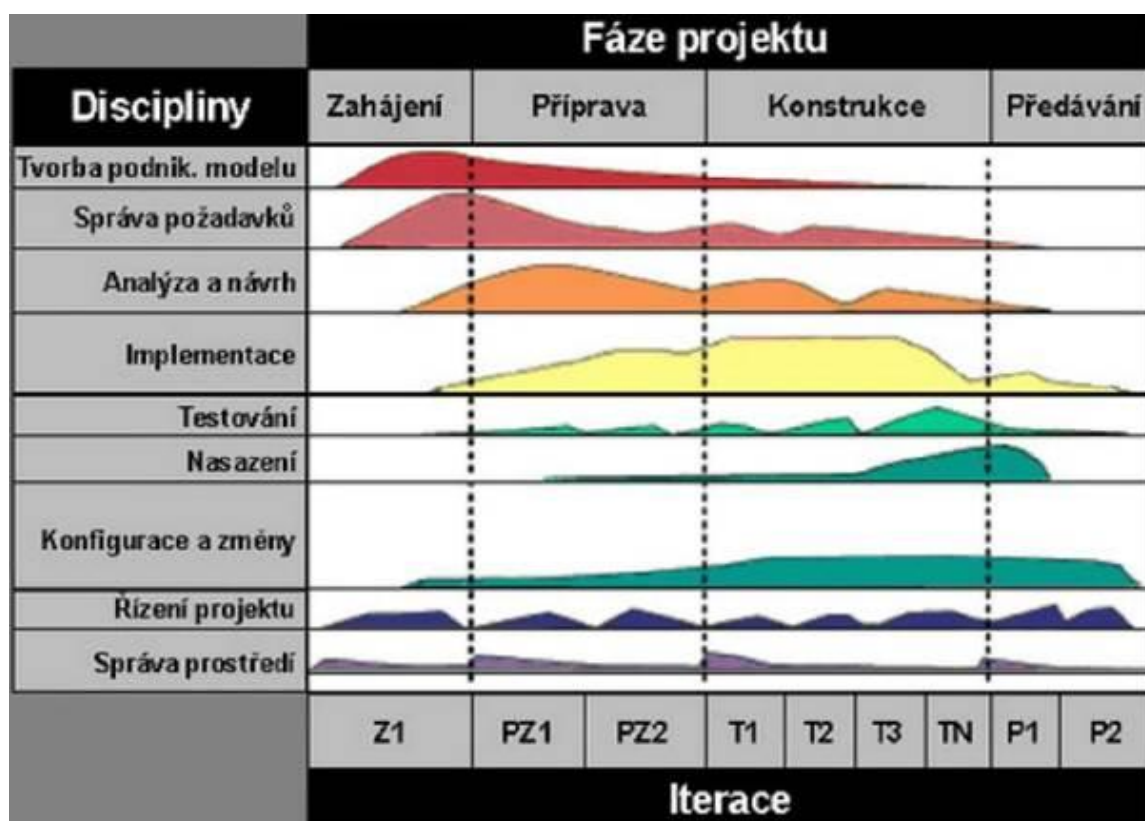 Fáze projektu
Disciplíny
Zahájení
Příprava
Konstrukce
Předávání
Tvorba podnik. modelu
Správa požadavků
Analýza a návrh
Implementace
Testování
Nasazení
Konfigurace a změny
Řízení projektu
Správa prostředí
Z1
PZ1
PZ2
T1
T2
T3
TN
P1
P2
Iterace